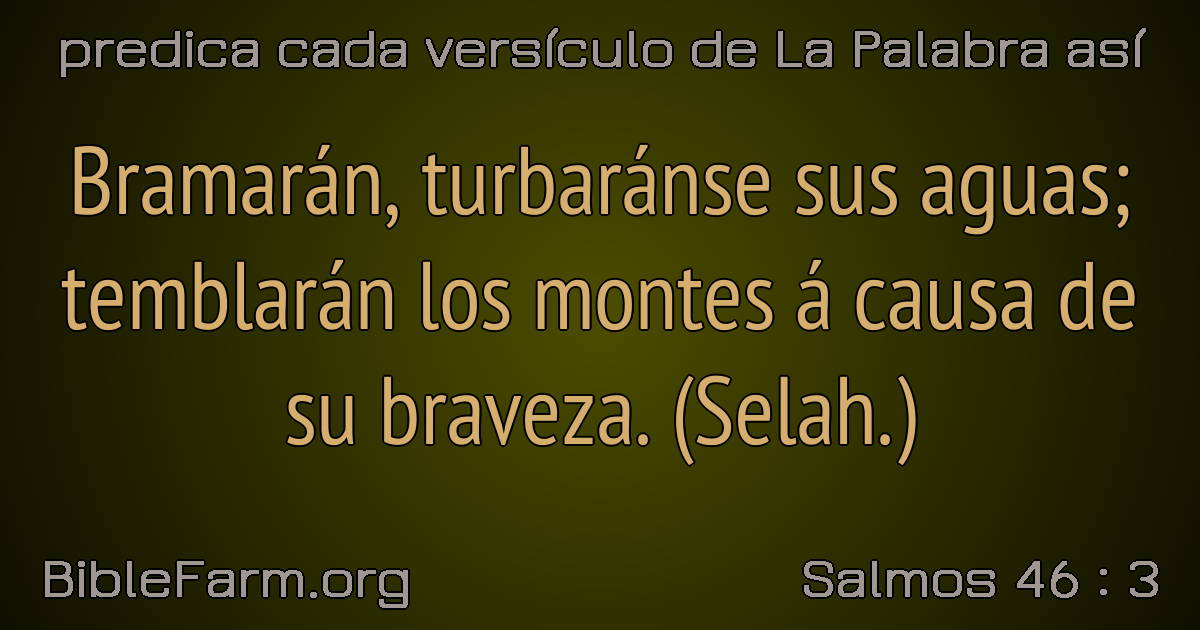 predica cada versículo de La Palabra así
Bramarán, turbaránse sus aguas;
temblarán los montes á causa de
su braveza. (Selah.)
BibleFarm.org
Salmos 46 : 3